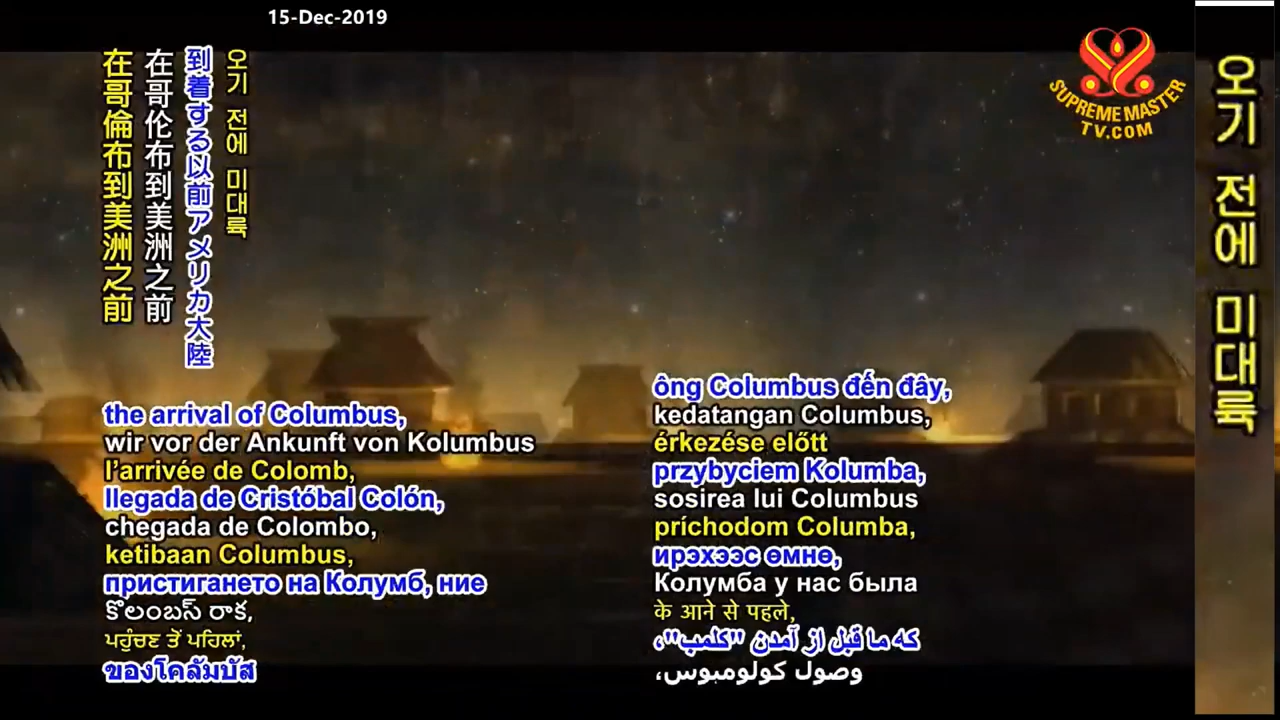 15-Dec-2019
SUPREME MASTER
TV.COM
在哥倫布到美洲之前
在哥伦布到美洲之前
到着する以前アメリカ大陸
오기 전에 미대륙
the arrival of Columbus,
wir vor der Ankunft von Kolumbus
l’arrivée de Colomb,
llegada de Cristóbal Colón,
chegada de Colombo,
ketibaan Columbus,
пристигането на Колумб, ние
కొలంబస్ రాక,
ਪਹੁੰਚਣ ਤੋਂ ਪਹਿਲਾਂ,
ของโคลัมบัส
ông Columbus đến đây,
kedatangan Columbus,
érkezése előtt
przybyciem Kolumba,
sosirea lui Columbus
príchodom Columba,
ирэхээс өмнө,
Колумба у нас была
के आने से पहले,
که ما قبل از آمدن "کلمب"،
وصول كولومبوس،
오기 전에 미대륙